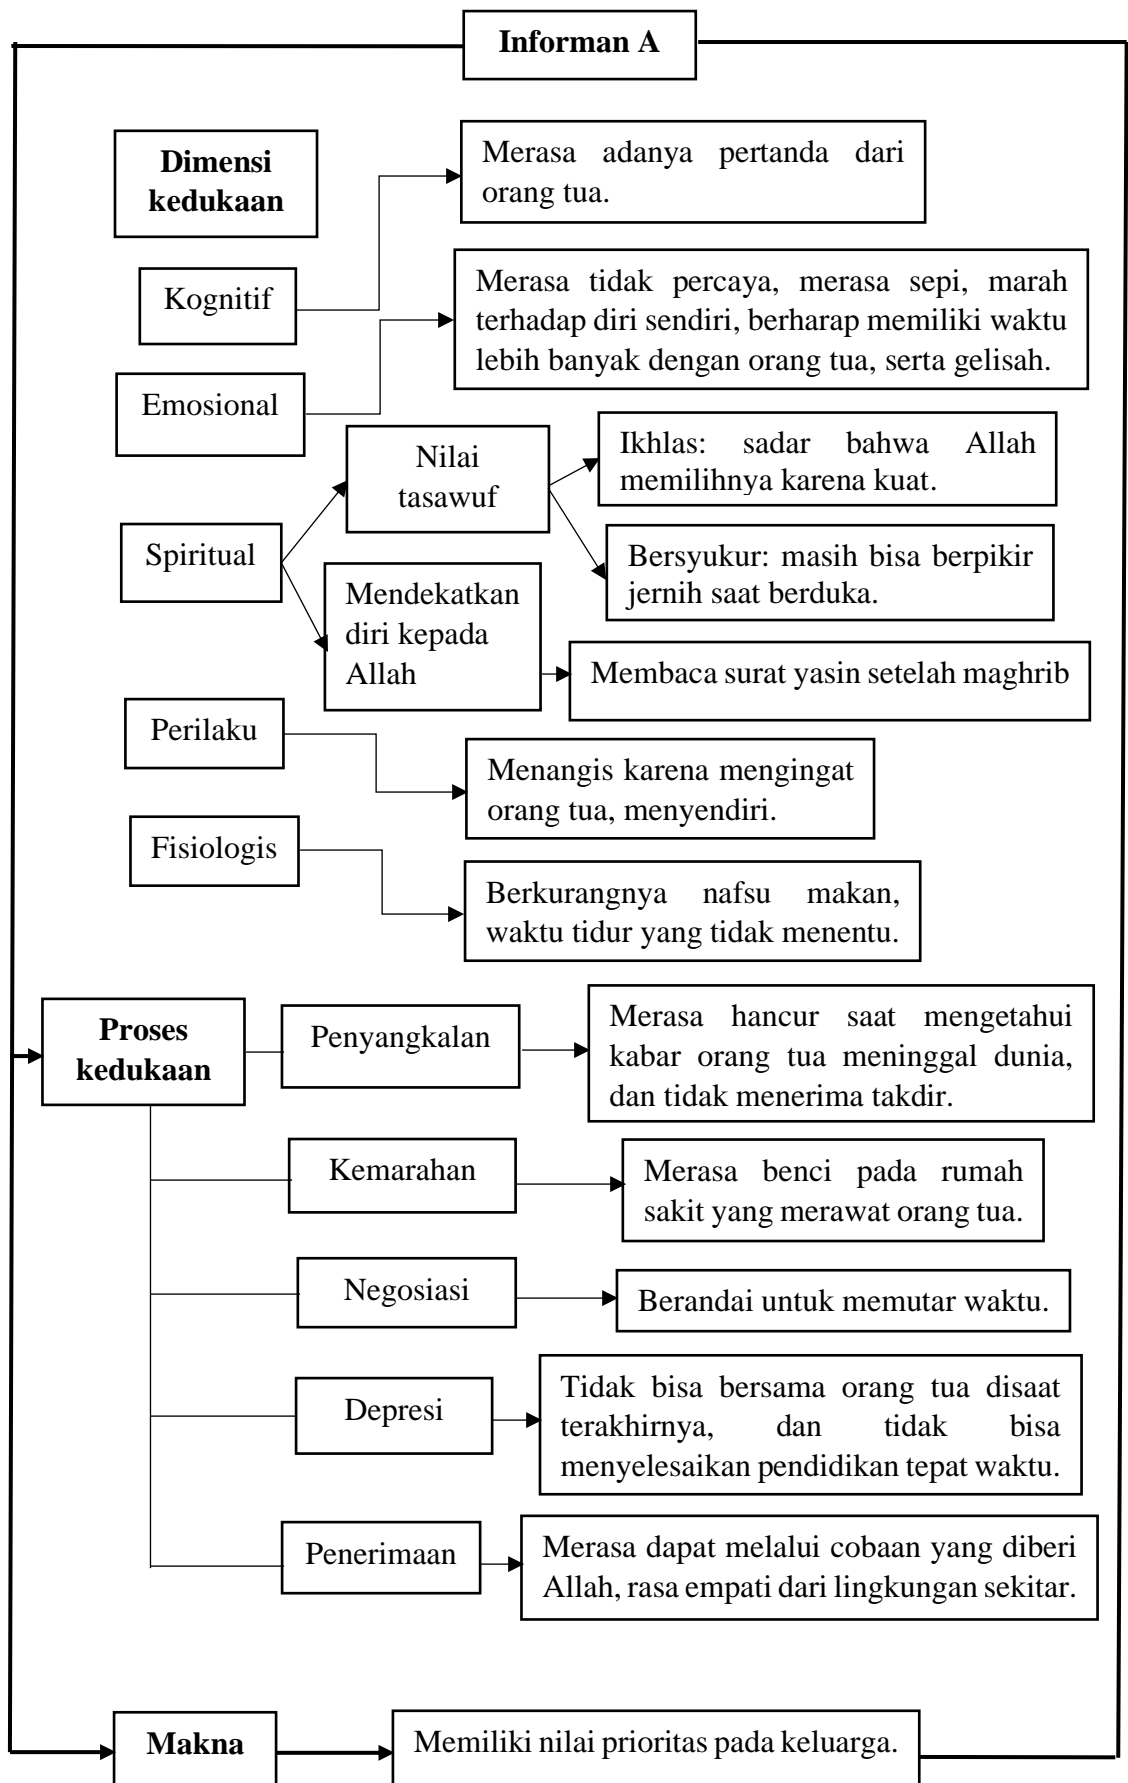 Informan A
Dimensi
kedukaan
Merasa adanya pertanda dari
orang tua.
Kognitif
Merasa tidak percaya, merasa sepi, marah
terhadap diri sendiri, berharap memiliki waktu
lebih banyak dengan orang tua, serta gelisah.
Emosional
Nilai
tasawuf
Ikhlas: sadar bahwa Allah
memilihnya karena kuat.
Spiritual
Bersyukur: masih bisa berpikir
jernih saat berduka.
Mendekatkan
diri kepada
Allah
Membaca surat yasin setelah maghrib
Perilaku
Menangis karena mengingat
orang tua, menyendiri.
Fisiologis
Berkurangnya nafsu makan,
waktu tidur yang tidak menentu.
Proses
kedukaan
Penyangkalan
Merasa hancur saat mengetahui
kabar orang tua meninggal dunia,
dan tidak menerima takdir.
Kemarahan
Merasa benci pada rumah
sakit yang merawat orang tua.
Negosiasi
Berandai untuk memutar waktu.
Depresi
Tidak bisa bersama orang tua disaat
terakhirnya, dan tidak bisa
menyelesaikan pendidikan tepat waktu.
Penerimaan
Merasa dapat melalui cobaan yang diberi
Allah, rasa empati dari lingkungan sekitar.
Makna
Memiliki nilai prioritas pada keluarga.